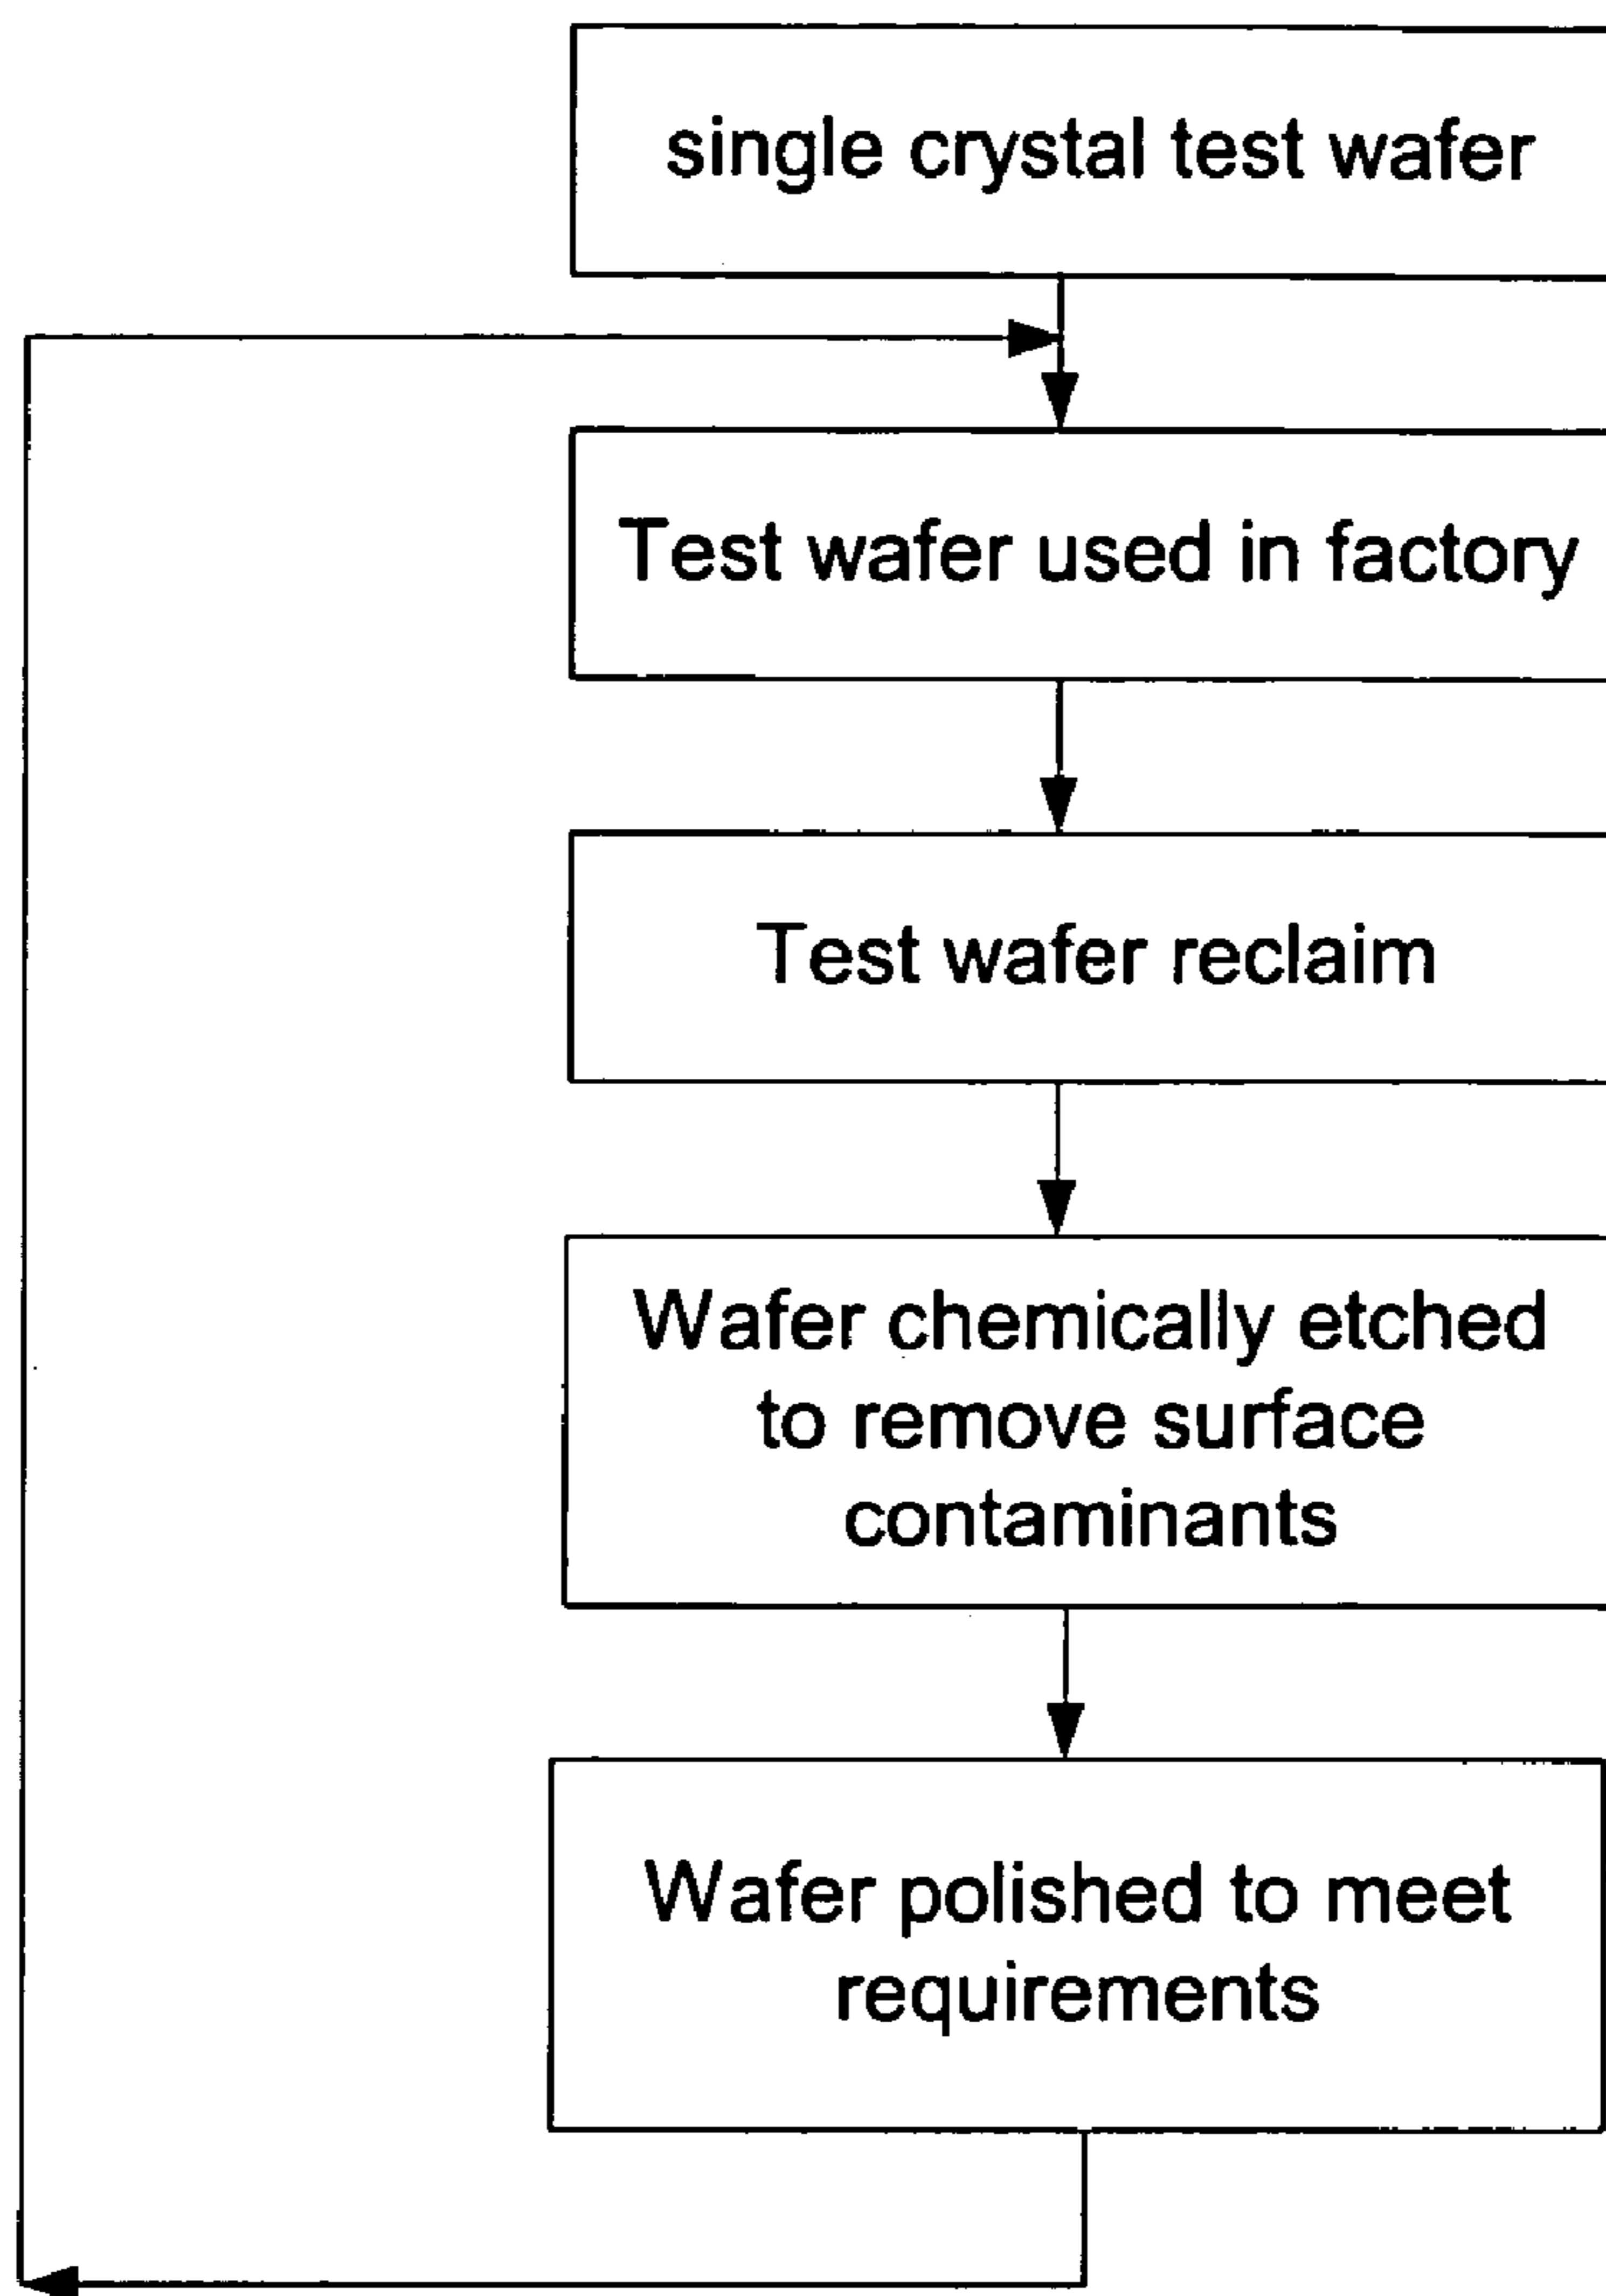 single crystal test wafer
Test wafer used in factory
Test wafer reclaim
Wafer chemically etched
to remove surface
contaminants
Wafer polished to meet
requirements